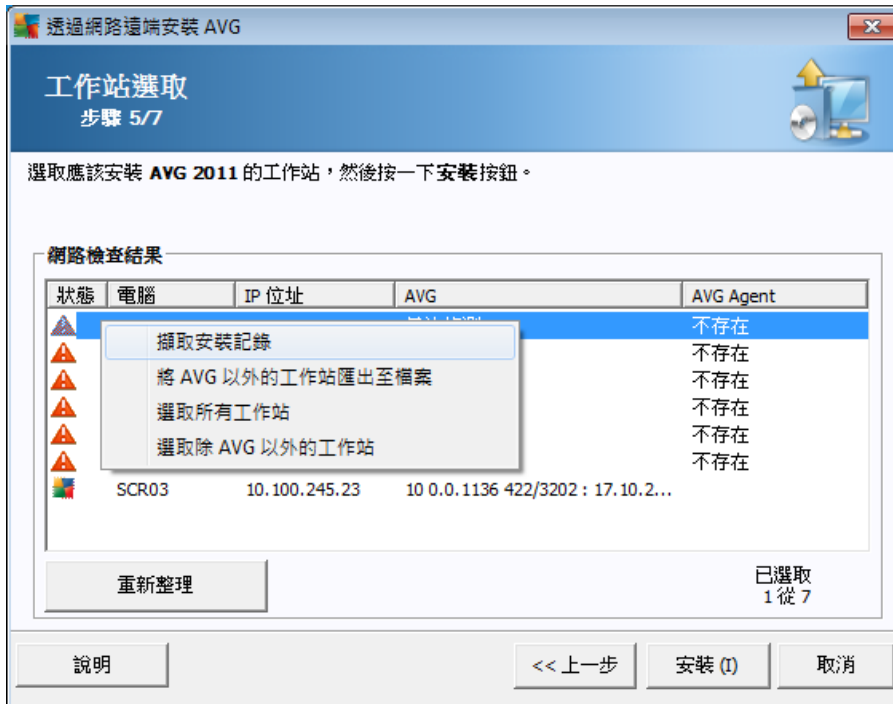 透過網路遠端安裝 AVG
工作站選取
步驟 5/7
選取應該安裝 AVG 2011 的工作站，然後按一下安裝按鈕。
網路檢查結果
狀態 電腦 IP 位址 AVG AVG Agent
不存在
擷取安裝記錄
不存在
將 AVG 以外的工作站匯出至檔案 不存在
選取所有工作站 不存在
選取除 AVG 以外的工作站 不存在
不存在
SCR03 10.100.245.23 10 0.0.1136 422/3202 : 17.10.2...
重新整理
已選取
1 從 7
說明 << 上一步 安裝 (I) 取消